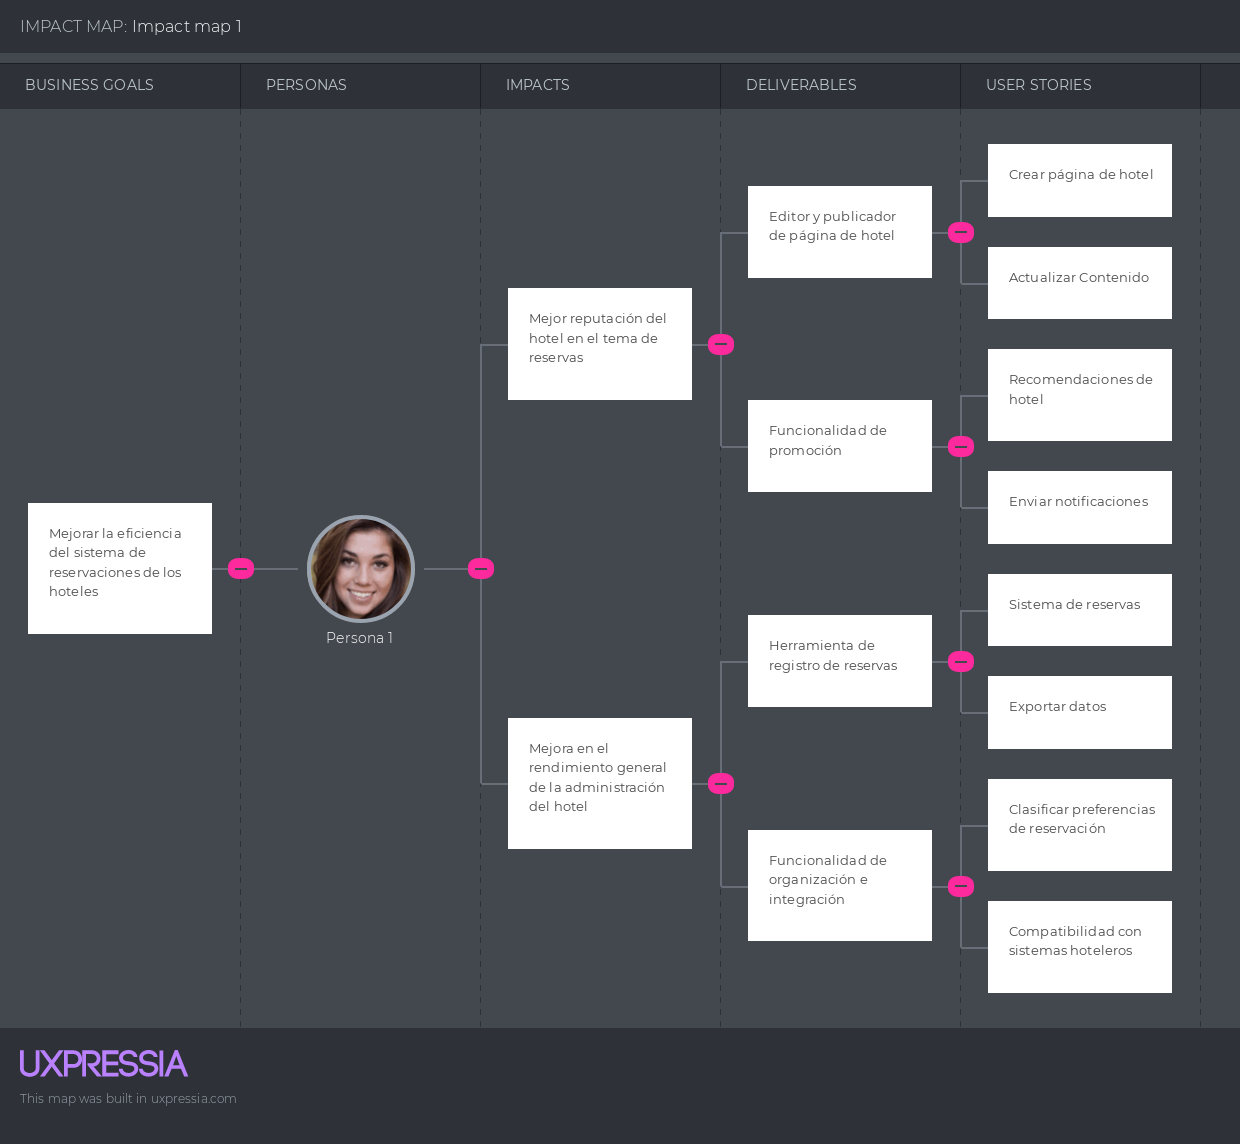 IMPACT MAP: Impact map 1
BUSINESS GOALS
PERSONAS
IMPACTS
DELIVERABLES
USER STORIES
Mejorar la eficiencia
del sistema de
reservaciones de los
hoteles
Persona 1
Mejor reputación del
hotel en el tema de
reservas
Mejora en el
rendimiento general
de la administración
del hotel
Editor y publicador
de página de hotel
Funcionalidad de
promoción
Herramienta de
registro de reservas
Funcionalidad de
organización e
integración
Crear página de hotel
Actualizar Contenido
Recomendaciones de
hotel
Enviar notificaciones
Sistema de reservas
Exportar datos
Clasificar preferencias
de reservación
Compatibilidad con
sistemas hoteleros
UXPRESSIA
This map was built in uxpressia.com